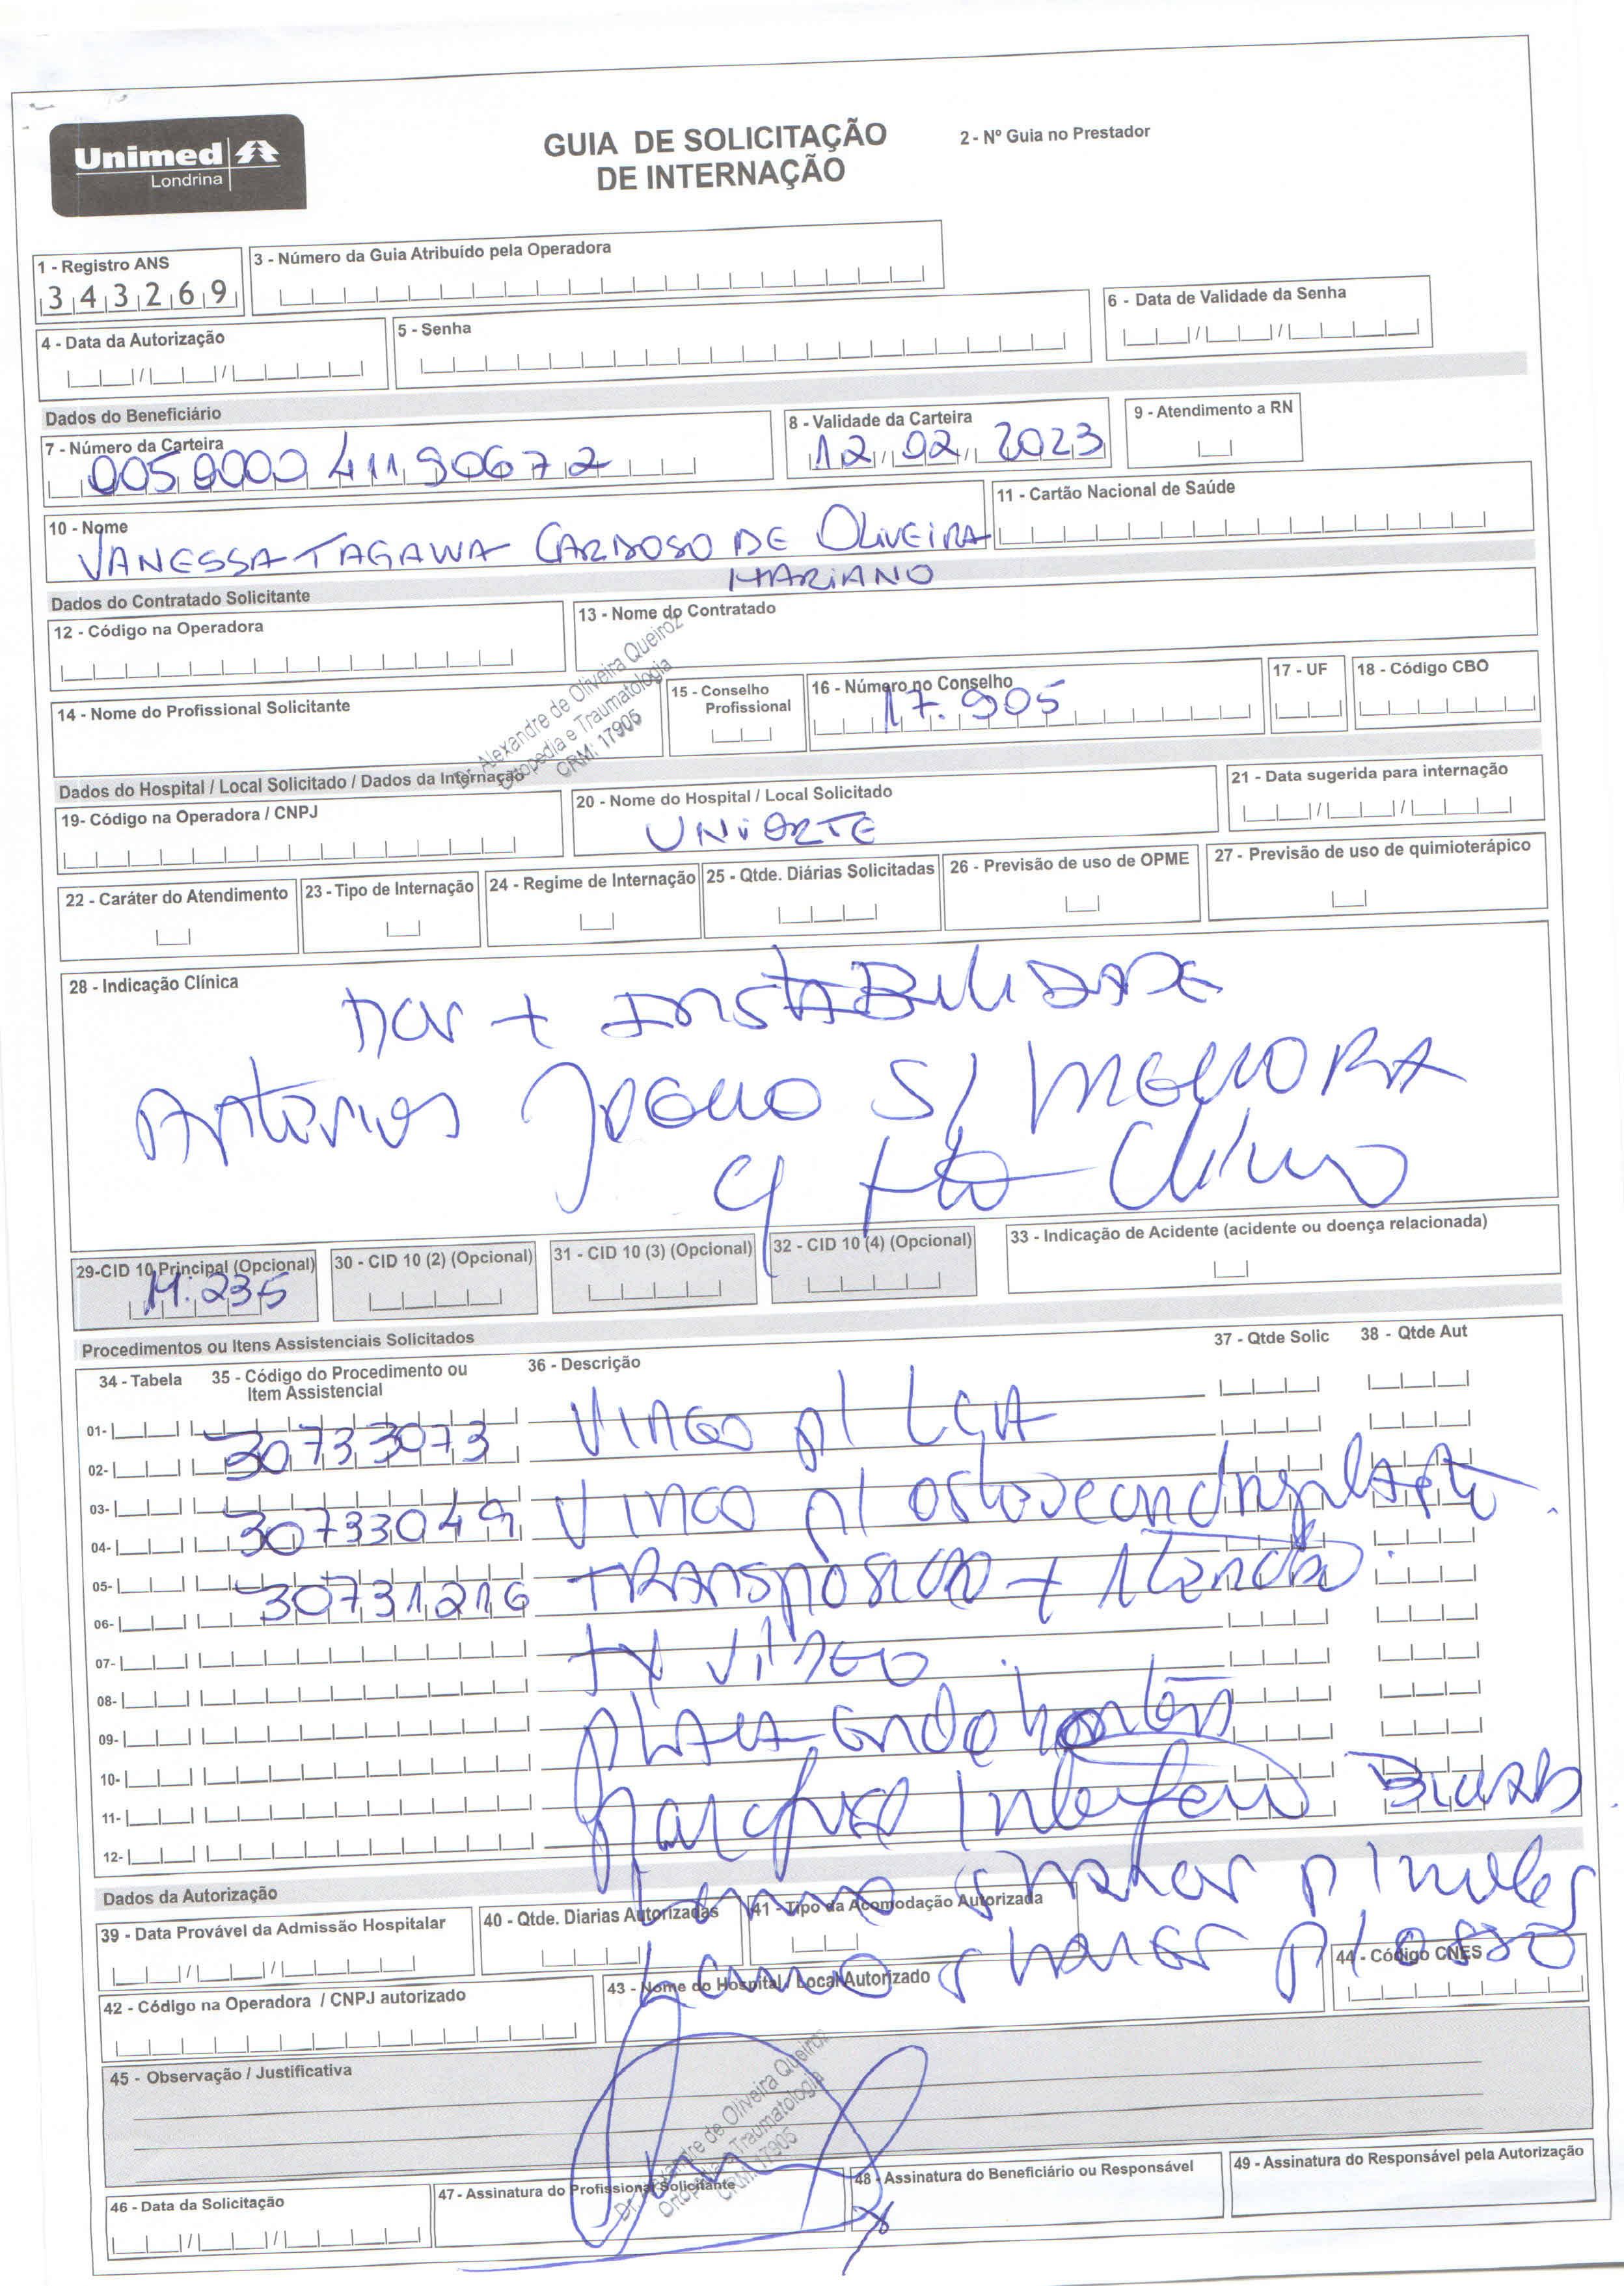 Unimed
Londrina
GUIA DE SOLICITAÇÃO
DE INTERNAÇÃO
2 - Nº Guia no Prestador
1 - Registro ANS
343269
3 - Número da Guia Atribuído pela Operadora
4 - Data da Autorização
5 - Senha
6 - Data de Validade da Senha
Dados do Beneficiário
7 - Número da Carteira
0050000411906772
8 - Validade da Carteira
12 02 2023
9 - Atendimento a RN
10 - Nome
VANESSA TAGAWA CARDOSO DE OLIVEIRA
MARIANO
11 - Cartão Nacional de Saúde
Dados do Contratado Solicitante
12 - Código na Operadora
13 - Nome do Contratado
14 - Nome do Profissional Solicitante
Dr. Alexandre de Oliveira Queiroz
Ortopedia e Traumatologia
CRM: 17905
15 - Conselho
Profissional
16 - Número no Conselho
17.905
17 - UF
18 - Código CBO
Dados do Hospital / Local Solicitado / Dados da Internação
19- Código na Operadora / CNPJ
20 - Nome do Hospital / Local Solicitado
UNIORTE
21 - Data sugerida para internação
22 - Caráter do Atendimento
23 - Tipo de Internação
24 - Regime de Internação
25 - Qtde. Diárias Solicitadas
26 - Previsão de uso de OPME
27 - Previsão de uso de quimioterápico
28 - Indicação Clínica
Dor + INSTABILIDADE
Anterior JOELHO S/ MELHORA
c/ tto Clínico
29-CID 10 Principal (Opcional)
M.235
30 - CID 10 (2) (Opcional)
31 - CID 10 (3) (Opcional)
32 - CID 10 (4) (Opcional)
33 - Indicação de Acidente (acidente ou doença relacionada)
Procedimentos ou Itens Assistenciais Solicitados
34 - Tabela
35 - Código do Procedimento ou
Item Assistencial
36 - Descrição
37 - Qtde Solic
38 - Qtde Aut
01-
02-
30733073 VIDEO p/ LCA
03-
04-
30733049 VIDEO p/
05-
06-
30731216 TRANSPOSICAO + 1 Tendão
07-
VIDEO
08-
09-
PLACA endobotton
10-
11-
Parafuso Interferencia
12-
Lamina shaver p/ partes
Lamina shaver p/ osso
Dados da Autorização
39 - Data Provável da Admissão Hospitalar
40 - Qtde. Diarias Autorizadas
41 - Tipo da Acomodação Autorizada
42 - Código na Operadora / CNPJ autorizado
43 - Nome do Hospital / Local Autorizado
44 - Código CNES
45 - Observação / Justificativa
Dr. Alexandre de Oliveira Queiroz
Ortopedia e Traumatologia
CRM: 17905
46 - Data da Solicitação
47 - Assinatura do Profissional Solicitante
48 - Assinatura do Beneficiário ou Responsável
X
49 - Assinatura do Responsável pela Autorização